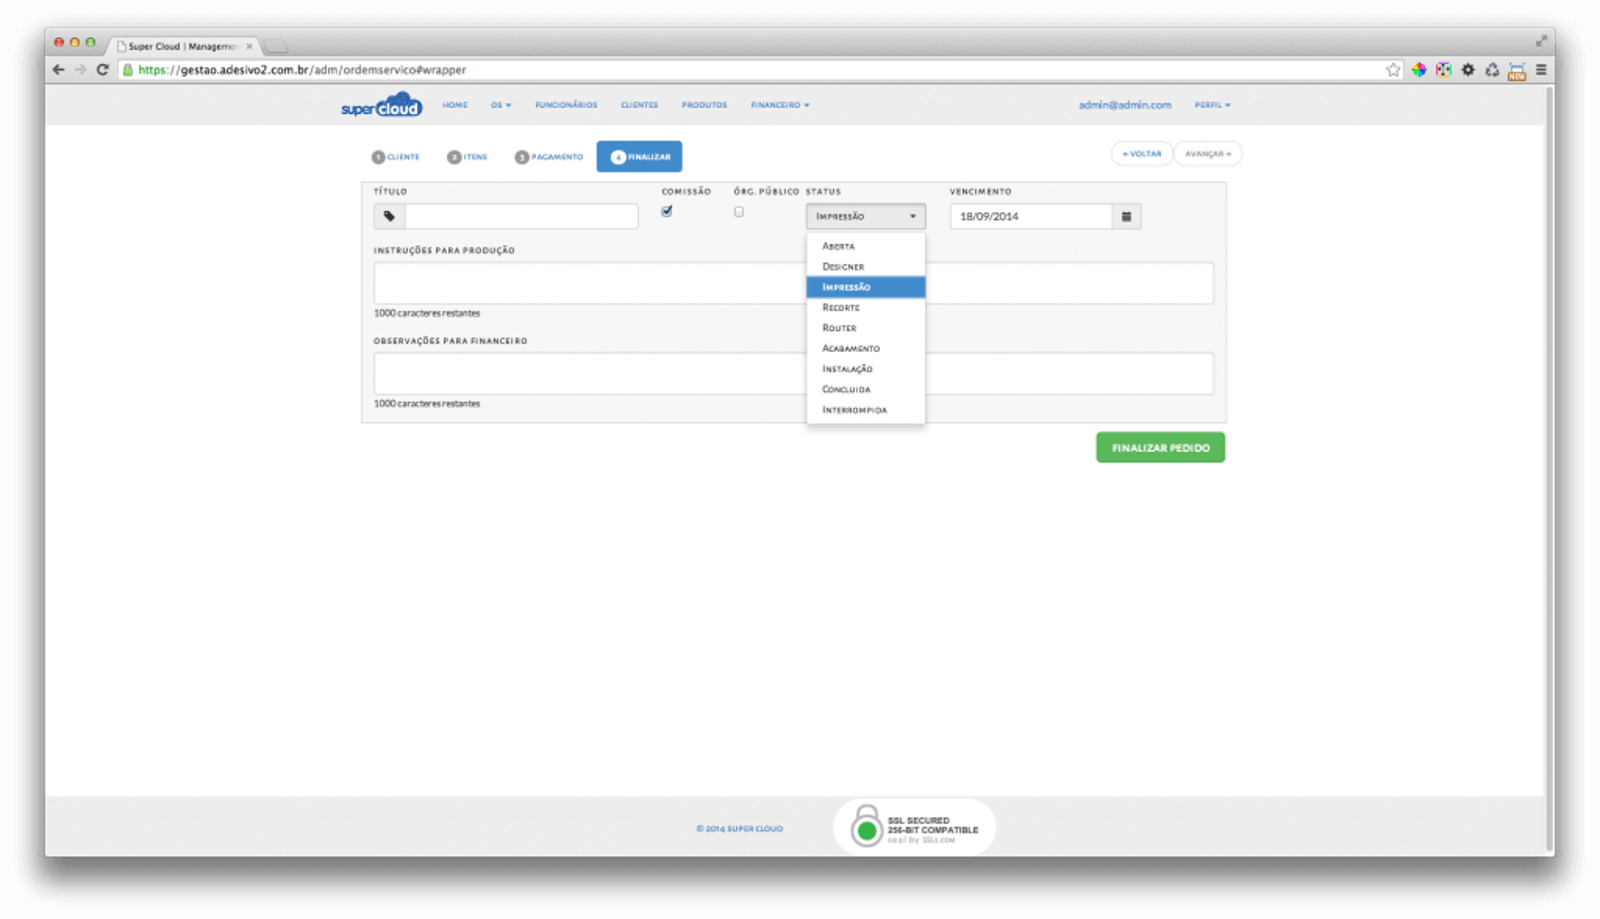 Super Cloud | Managemen
https://gestao.adesivo2.com.br/adm/ordemservico#wrapper
NEW
super cloud
HOME OS FUNCIONÁRIOS CLIENTES PRODUTOS FINANCEIRO admin@admin.com PERFIL
1 CLIENTE 2 ITENS 3 PAGAMENTO 4 FINALIZAR ← VOLTAR AVANÇAR →
TÍTULO COMISSÃO ÓRG. PÚBLICO STATUS VENCIMENTO
IMPRESSÃO 18/09/2014
ABERTA
DESIGNER
IMPRESSÃO
RECORTE
ROUTER
ACABAMENTO
INSTALAÇÃO
CONCLUIDA
INTERROMPIDA
INSTRUÇÕES PARA PRODUÇÃO
1000 caracteres restantes
OBSERVAÇÕES PARA FINANCEIRO
1000 caracteres restantes
FINALIZAR PEDIDO
© 2014 SUPER CLOUD
SSL SECURED
256-BIT COMPATIBLE
seal by SSLs.com